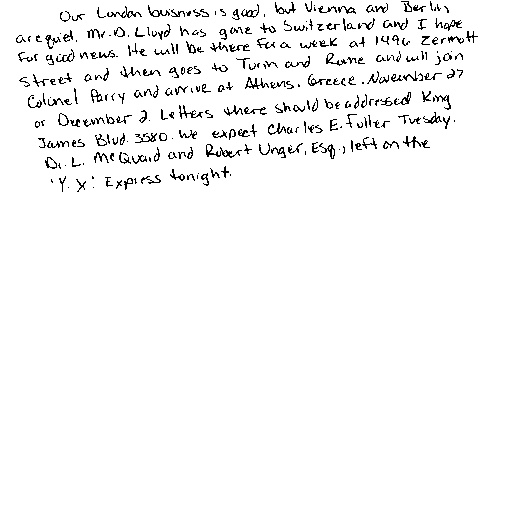 Our London buisness is good, but Vienna and Berlin
are quiet. Mr. D. Lloyd has gone to Switzerland and I hope
for good news. He will be there for a week at 1496 Zermott
Street and then goes to Turin and Rome and will join
Colonel Parry and arrive at Athens, Greece, November 27
or December 2. Letters there should be addressed King
James Blvd. 3580. We expect Charles E. Fuller Tuesday.
Dr. L. McQuaid and Robert Unger, Esq., left on the
'Y. X.' Express tonight.